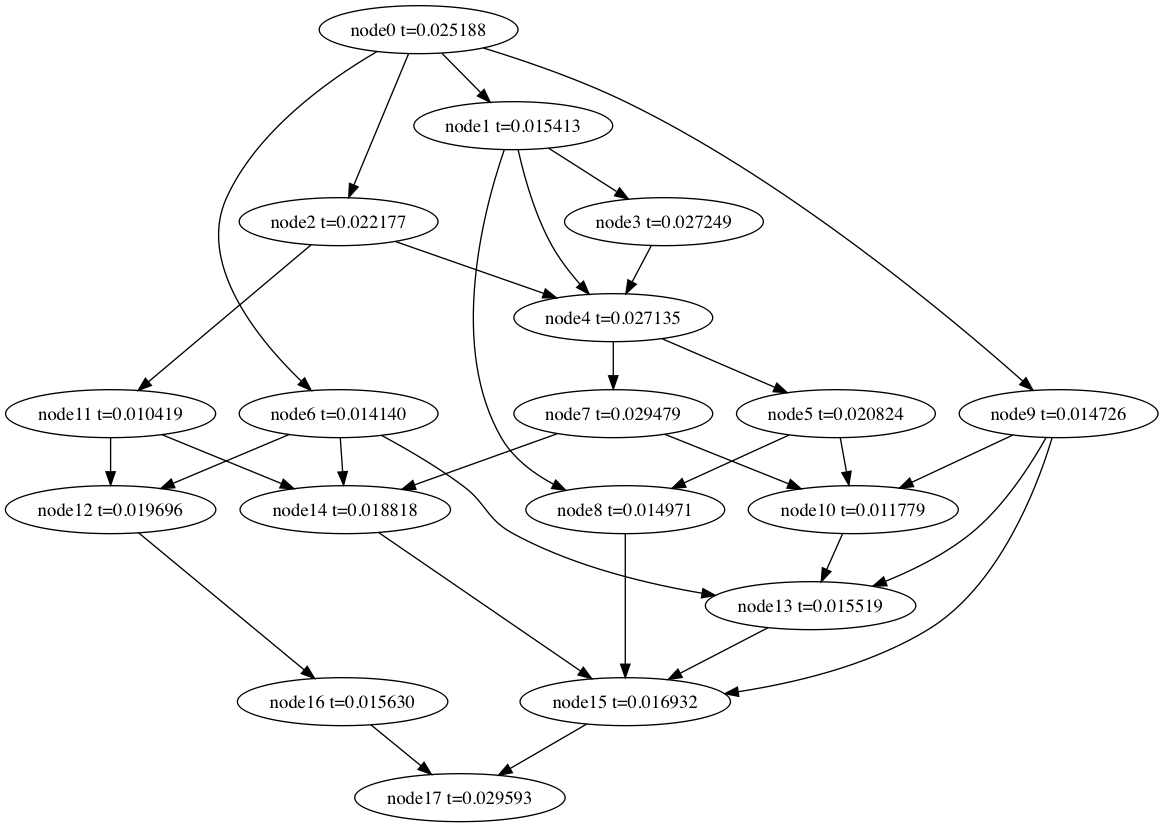 node0 t=0.025188
node1 t=0.015413
node2 t=0.022177
node3 t=0.027249
node4 t=0.027135
node11 t=0.010419
node6 t=0.014140
node7 t=0.029479
node5 t=0.020824
node9 t=0.014726
node12 t=0.019696
node14 t=0.018818
node8 t=0.014971
node10 t=0.011779
node13 t=0.015519
node16 t=0.015630
node15 t=0.016932
node17 t=0.029593